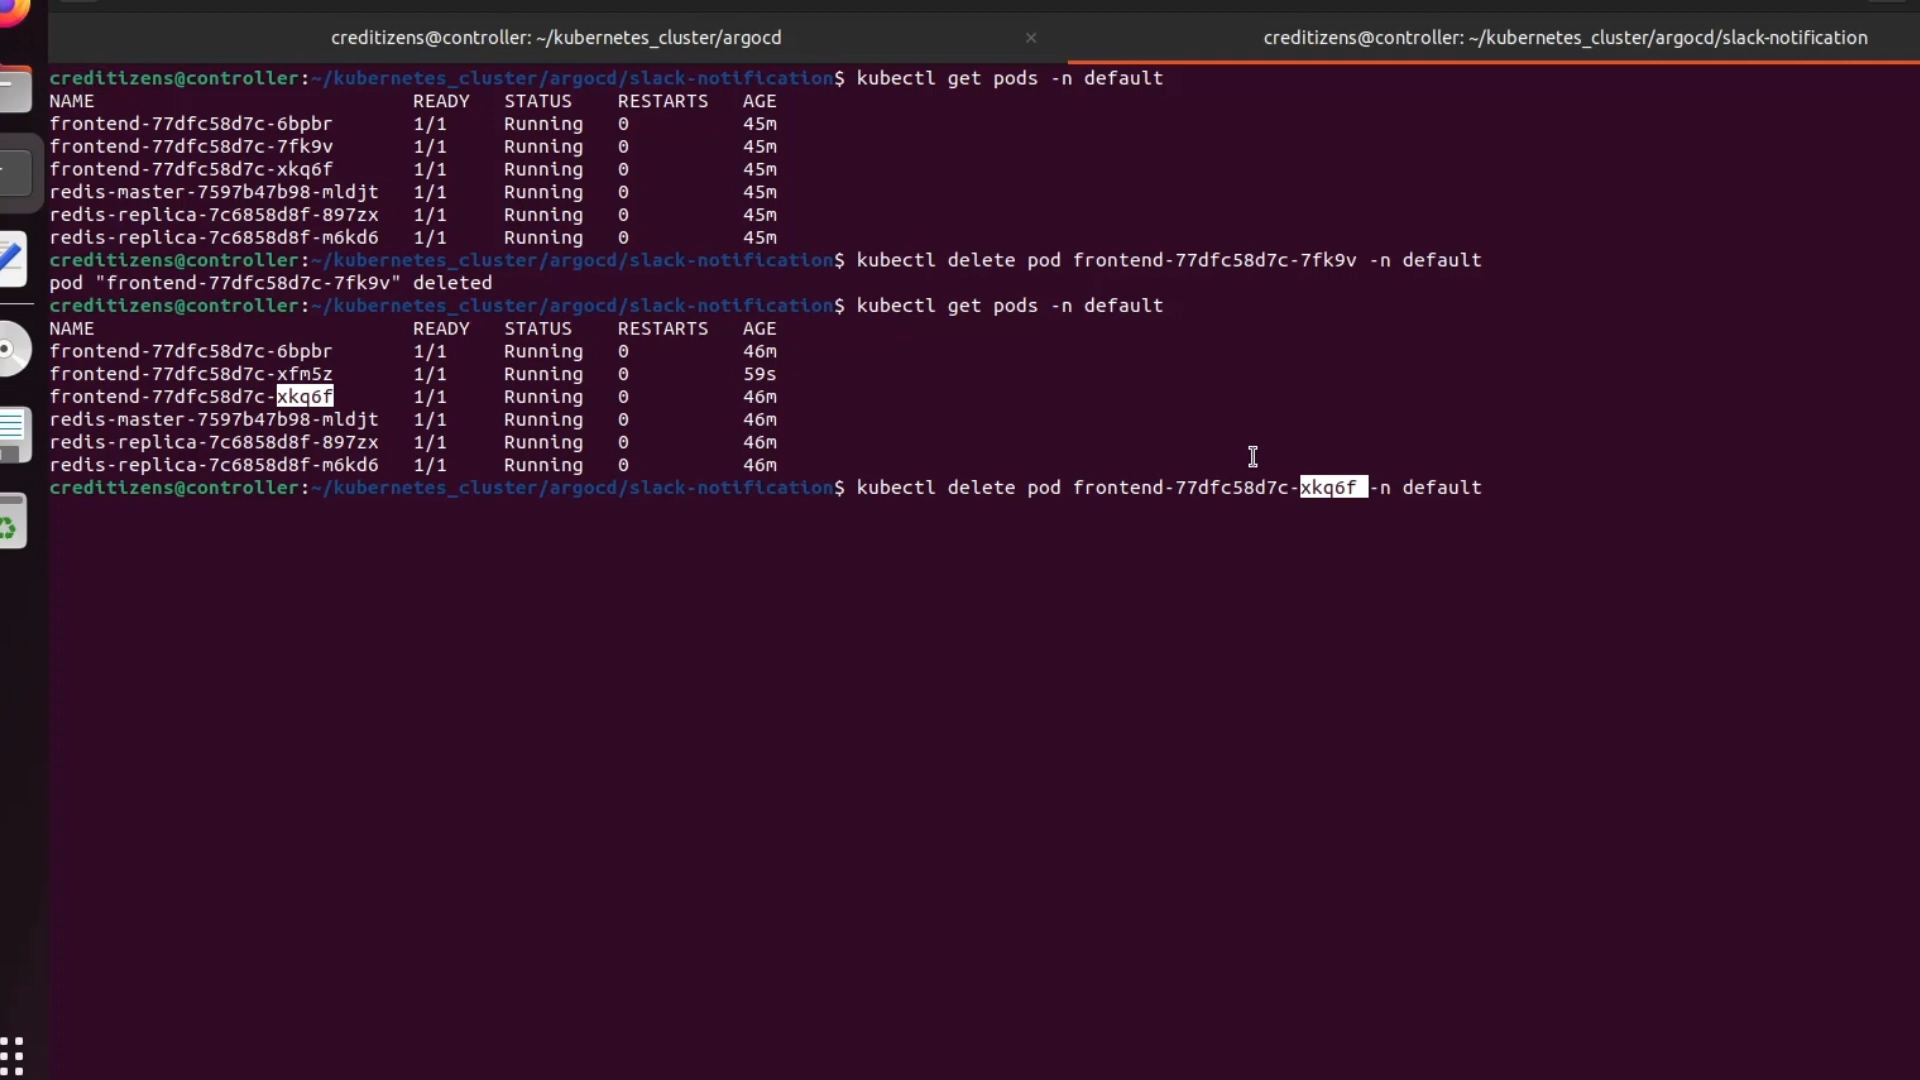 creditizens@controller: ~/kubernetes_cluster/argocd × creditizens@controller: ~/kubernetes_cluster/argocd/slack-notification
creditizens@controller:~/kubernetes_cluster/argocd/slack-notification$ kubectl get pods -n default
NAME READY STATUS RESTARTS AGE
frontend-77dfc58d7c-6bpbr 1/1 Running 0 45m
frontend-77dfc58d7c-7fk9v 1/1 Running 0 45m
frontend-77dfc58d7c-xkq6f 1/1 Running 0 45m
redis-master-7597b47b98-mldjt 1/1 Running 0 45m
redis-replica-7c6858d8f-897zx 1/1 Running 0 45m
redis-replica-7c6858d8f-m6kd6 1/1 Running 0 45m
creditizens@controller:~/kubernetes_cluster/argocd/slack-notification$ kubectl delete pod frontend-77dfc58d7c-7fk9v -n default
pod "frontend-77dfc58d7c-7fk9v" deleted
creditizens@controller:~/kubernetes_cluster/argocd/slack-notification$ kubectl get pods -n default
NAME READY STATUS RESTARTS AGE
frontend-77dfc58d7c-6bpbr 1/1 Running 0 46m
frontend-77dfc58d7c-xfm5z 1/1 Running 0 59s
frontend-77dfc58d7c-xkq6f 1/1 Running 0 46m
redis-master-7597b47b98-mldjt 1/1 Running 0 46m
redis-replica-7c6858d8f-897zx 1/1 Running 0 46m
redis-replica-7c6858d8f-m6kd6 1/1 Running 0 46m
creditizens@controller:~/kubernetes_cluster/argocd/slack-notification$ kubectl delete pod frontend-77dfc58d7c-xkq6f -n default